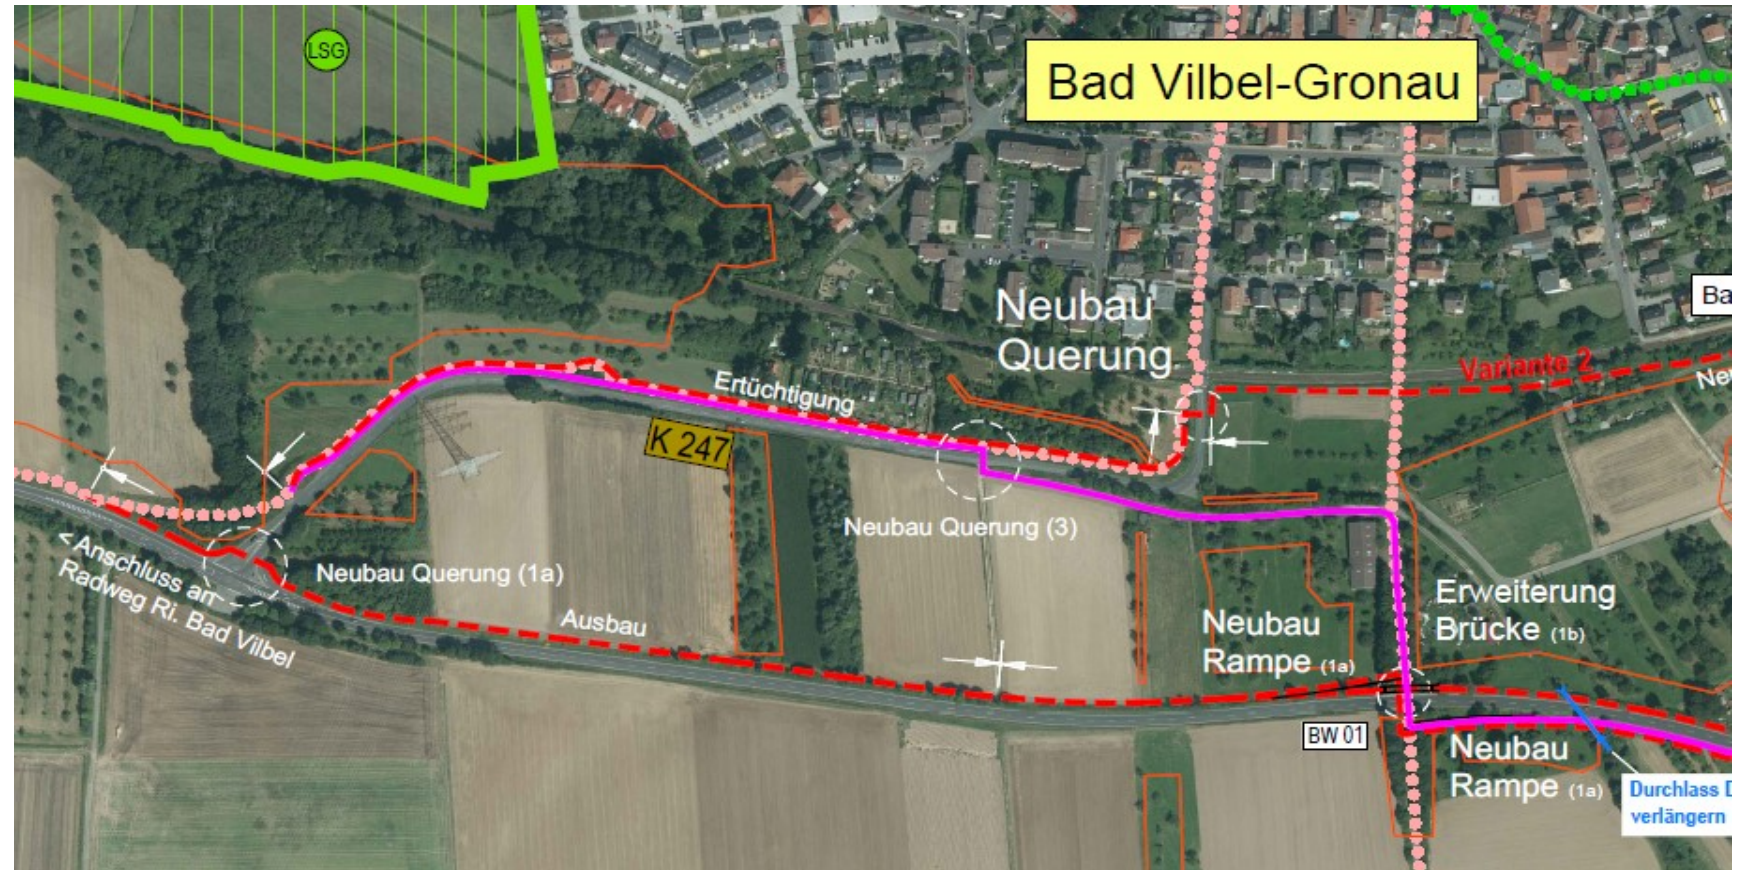 LSG
Bad Vilbel-Gronau
Ba
Neubau
Querung
Variante 2
Ertüchtigung
K 247
Neubau Querung (3)
< Anschluss an
Radweg Ri. Bad Vilbel
Neubau Querung (1a)
Ausbau
Neubau
Rampe (1a)
Erweiterung
Brücke (1b)
BW 01
Neubau
Rampe (1a)
Durchlass D
verlängern